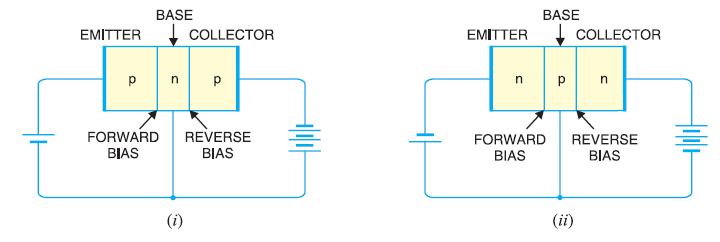 BASE
EMITTER
COLLECTOR
p
n
p
FORWARD
BIAS
REVERSE
BIAS
(i)
BASE
EMITTER
COLLECTOR
n
p
n
FORWARD
BIAS
REVERSE
BIAS
(ii)